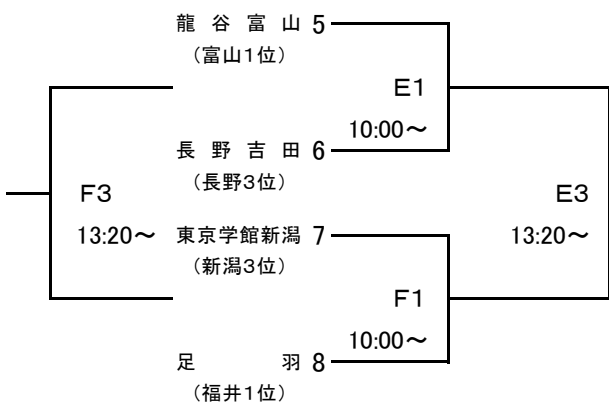 龍谷富山 5
(富山1位)
E1
10:00～
長野吉田 6
(長野3位)
F3
E3
13:20～
東京学館新潟 7
13:20～
(新潟3位)
F1
10:00～
足羽 8
(福井1位)